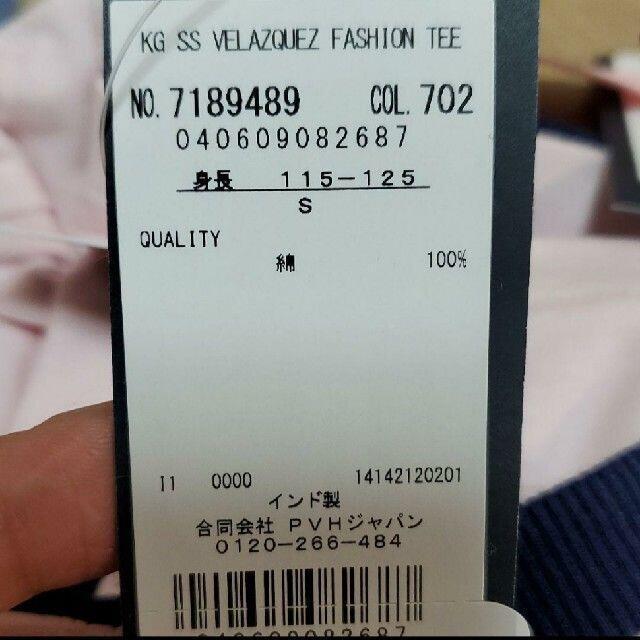 KG SS VELAZQUEZ FASHION TEE
NO. 7189489 COL. 702
040609082687
身長 115-125
S
QUALITY
綿 100%
I1 0000 14142120201
インド製
合同会社 PVHジャパン
0120-266-484
040609082687